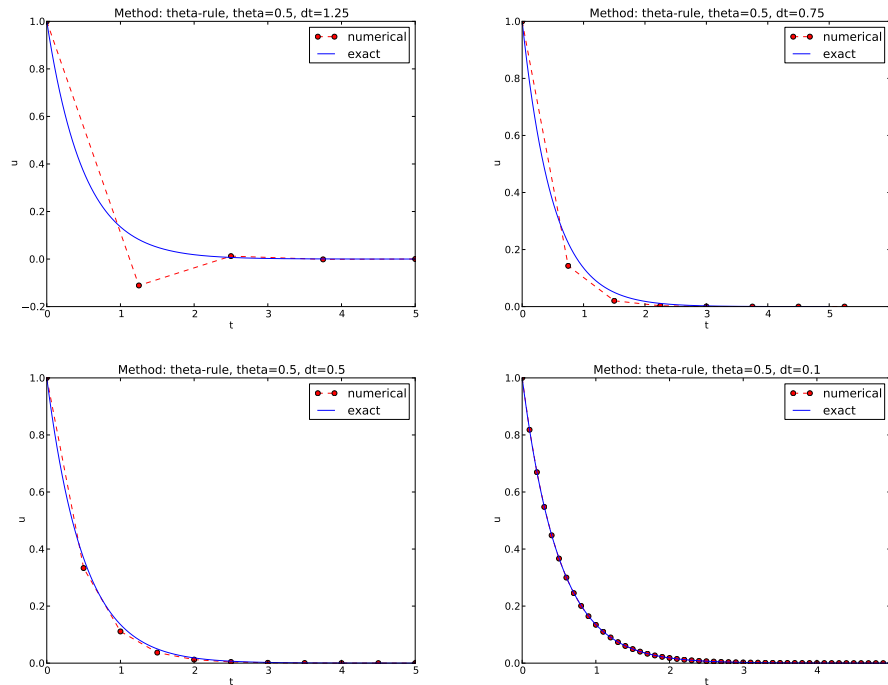 Method: theta-rule, theta=0.5, dt=1.25
numerical
exact
1.0
0.8
0.6
0.4
0.2
0.0
−0.2
u
0 1 2 3 4 5
t
Method: theta-rule, theta=0.5, dt=0.75
numerical
exact
1.0
0.8
0.6
0.4
0.2
0.0
u
0 1 2 3 4 5
t
Method: theta-rule, theta=0.5, dt=0.5
numerical
exact
1.0
0.8
0.6
0.4
0.2
0.0
u
0 1 2 3 4 5
t
Method: theta-rule, theta=0.5, dt=0.1
numerical
exact
1.0
0.8
0.6
0.4
0.2
0.0
u
0 1 2 3 4
t